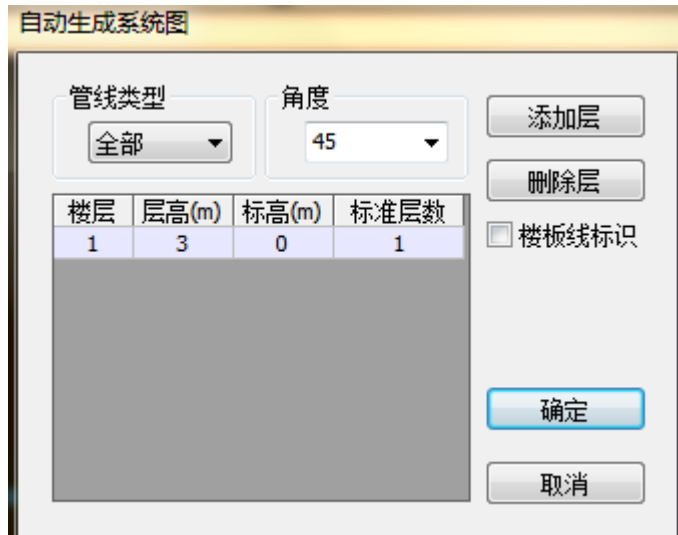 自动生成系统图
管线类型
全部
角度
45
添加层
删除层
楼层 层高(m) 标高(m) 标准层数
1 3 0 1
楼板线标识
确定
取消